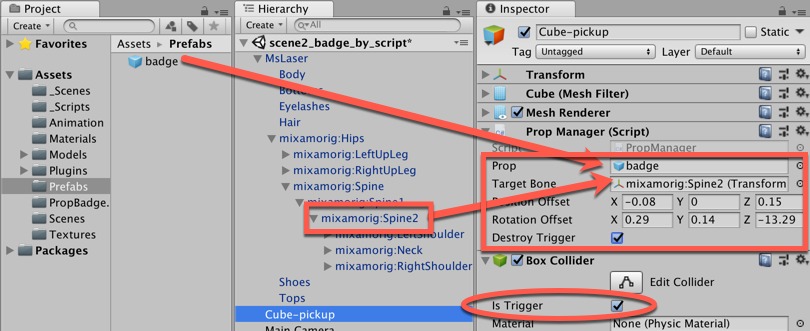 Project
Create
Favorites
Assets
_Scenes
_Scripts
Animation
Materials
Models
Plugins
Prefabs
PropBadge.
Scenes
Textures
Packages
Assets ▸ Prefabs
badge
Hierarchy
Create
All
scene2_badge_by_script*
MsLaser
Body
Bottoms
Eyelashes
Hair
mixamorig:Hips
mixamorig:LeftUpLeg
mixamorig:RightUpLeg
mixamorig:Spine
mixamorig:Spine1
mixamorig:Spine2
mixamorig:LeftShoulder
mixamorig:Neck
mixamorig:RightShoulder
Shoes
Tops
Cube-pickup
Main Camera
Inspector
Cube-pickup Static
Tag Untagged Layer Default
Transform
Cube (Mesh Filter)
Mesh Renderer
Prop Manager (Script)
Script PropManager
Prop badge
Target Bone mixamorig:Spine2 (Transform
Position Offset X -0.08 Y 0 Z 0.15
Rotation Offset X 0.29 Y 0.14 Z -13.29
Destroy Trigger
Box Collider
Edit Collider
Is Trigger
Material None (Physic Material)